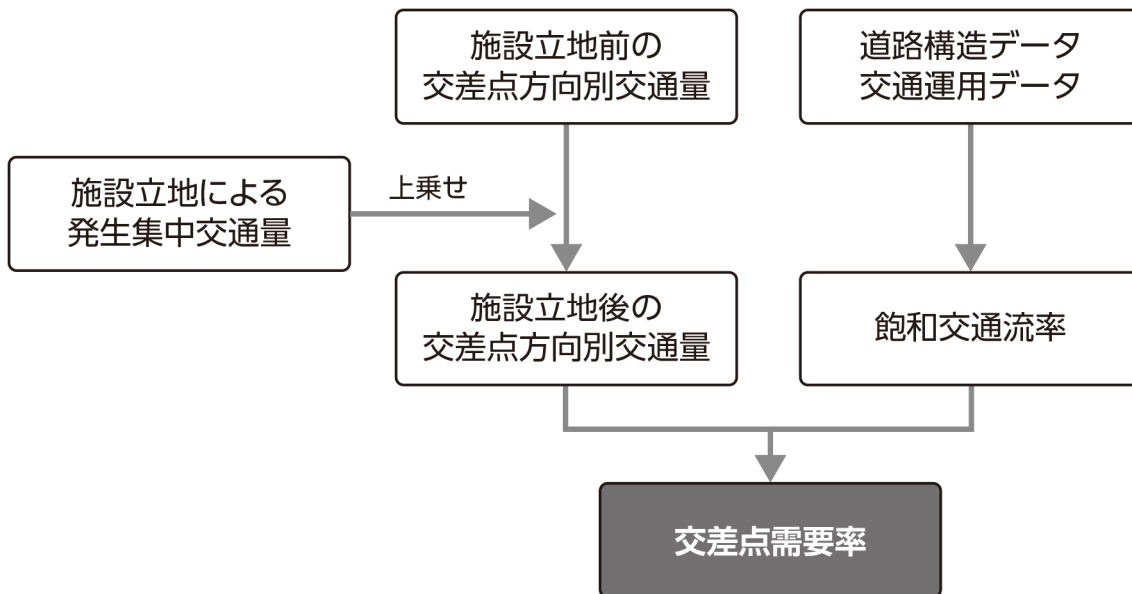 施設立地前の
交差点方向別交通量
道路構造データ
交通運用データ
施設立地による
発生集中交通量
上乗せ
施設立地後の
交差点方向別交通量
飽和交通流率
交差点需要率